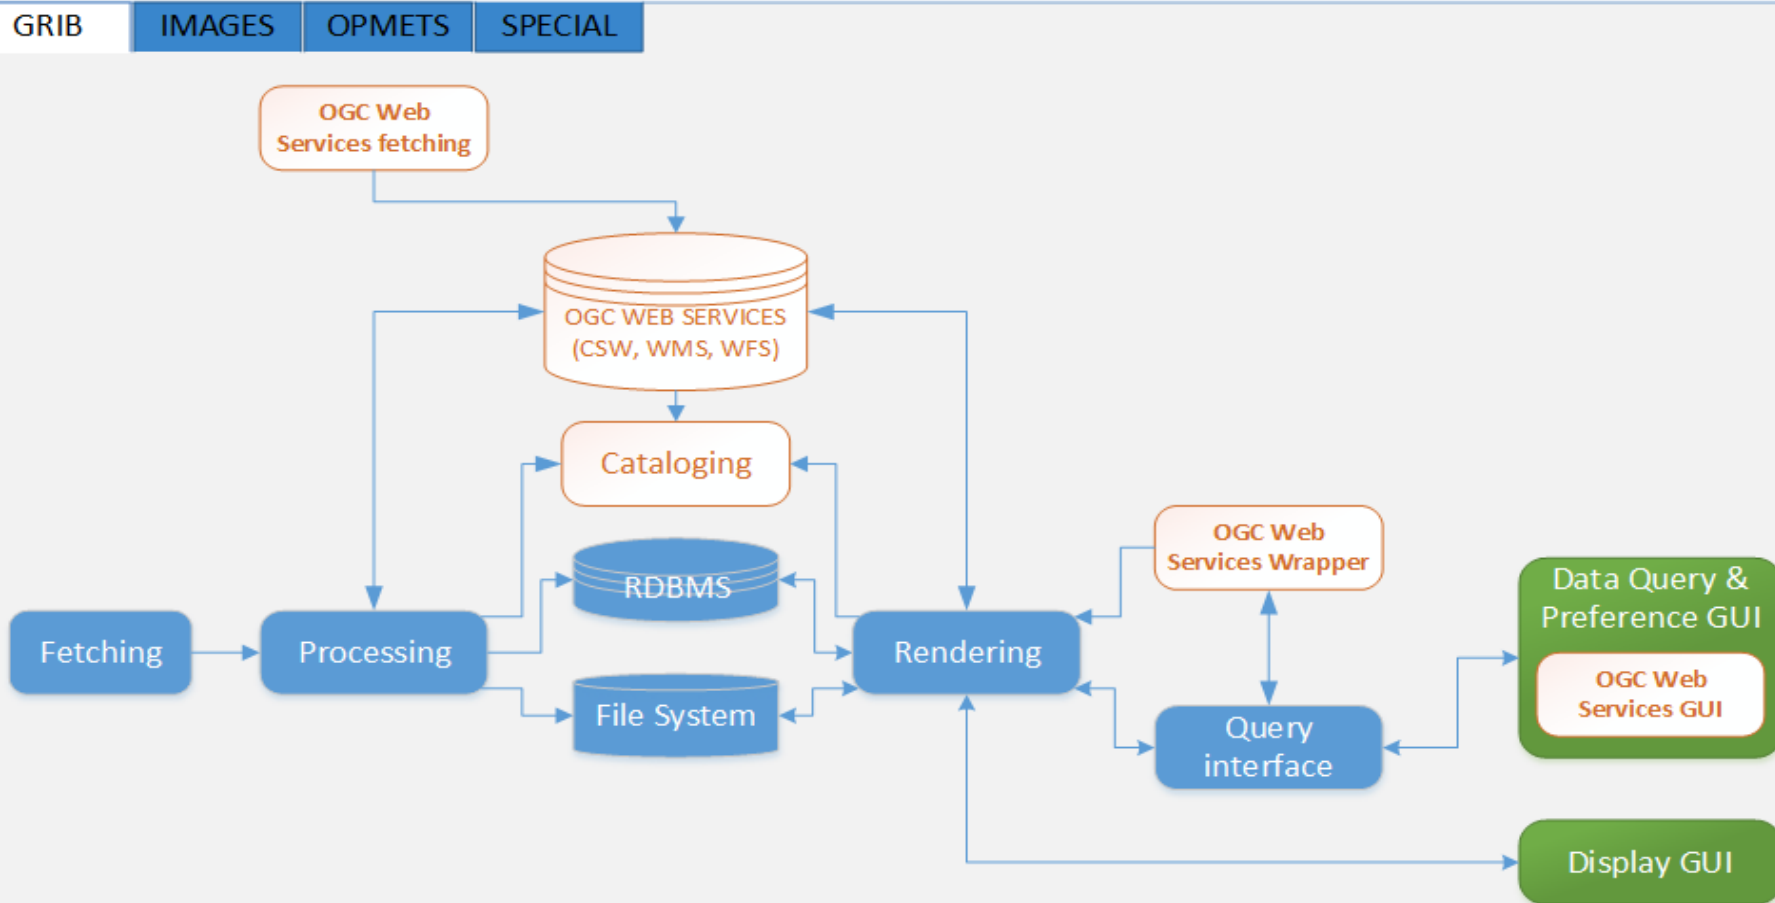 GRIB
IMAGES
OPMETS
SPECIAL
OGC Web
Services fetching
OGC WEB SERVICES
(CSW, WMS, WFS)
Cataloging
RDBMS
OGC Web
Services Wrapper
Data Query &
Preference GUI
Fetching
Processing
Rendering
File System
OGC Web
Services GUI
Query
interface
Display GUI